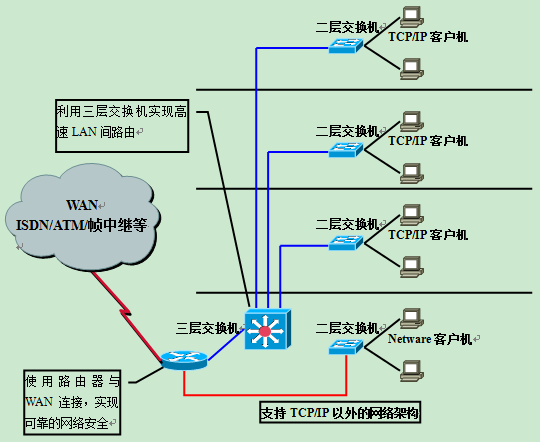 二层交换机
TCP/IP 客户机
利用三层交换机实现高
速 LAN 间路由
二层交换机
TCP/IP 客户机
WAN
ISDN/ATM/帧中继等
二层交换机
TCP/IP 客户机
三层交换机
二层交换机
Netware 客户机
使用路由器与
WAN 连接，实现
可靠的网络安全
支持 TCP/IP 以外的网络架构